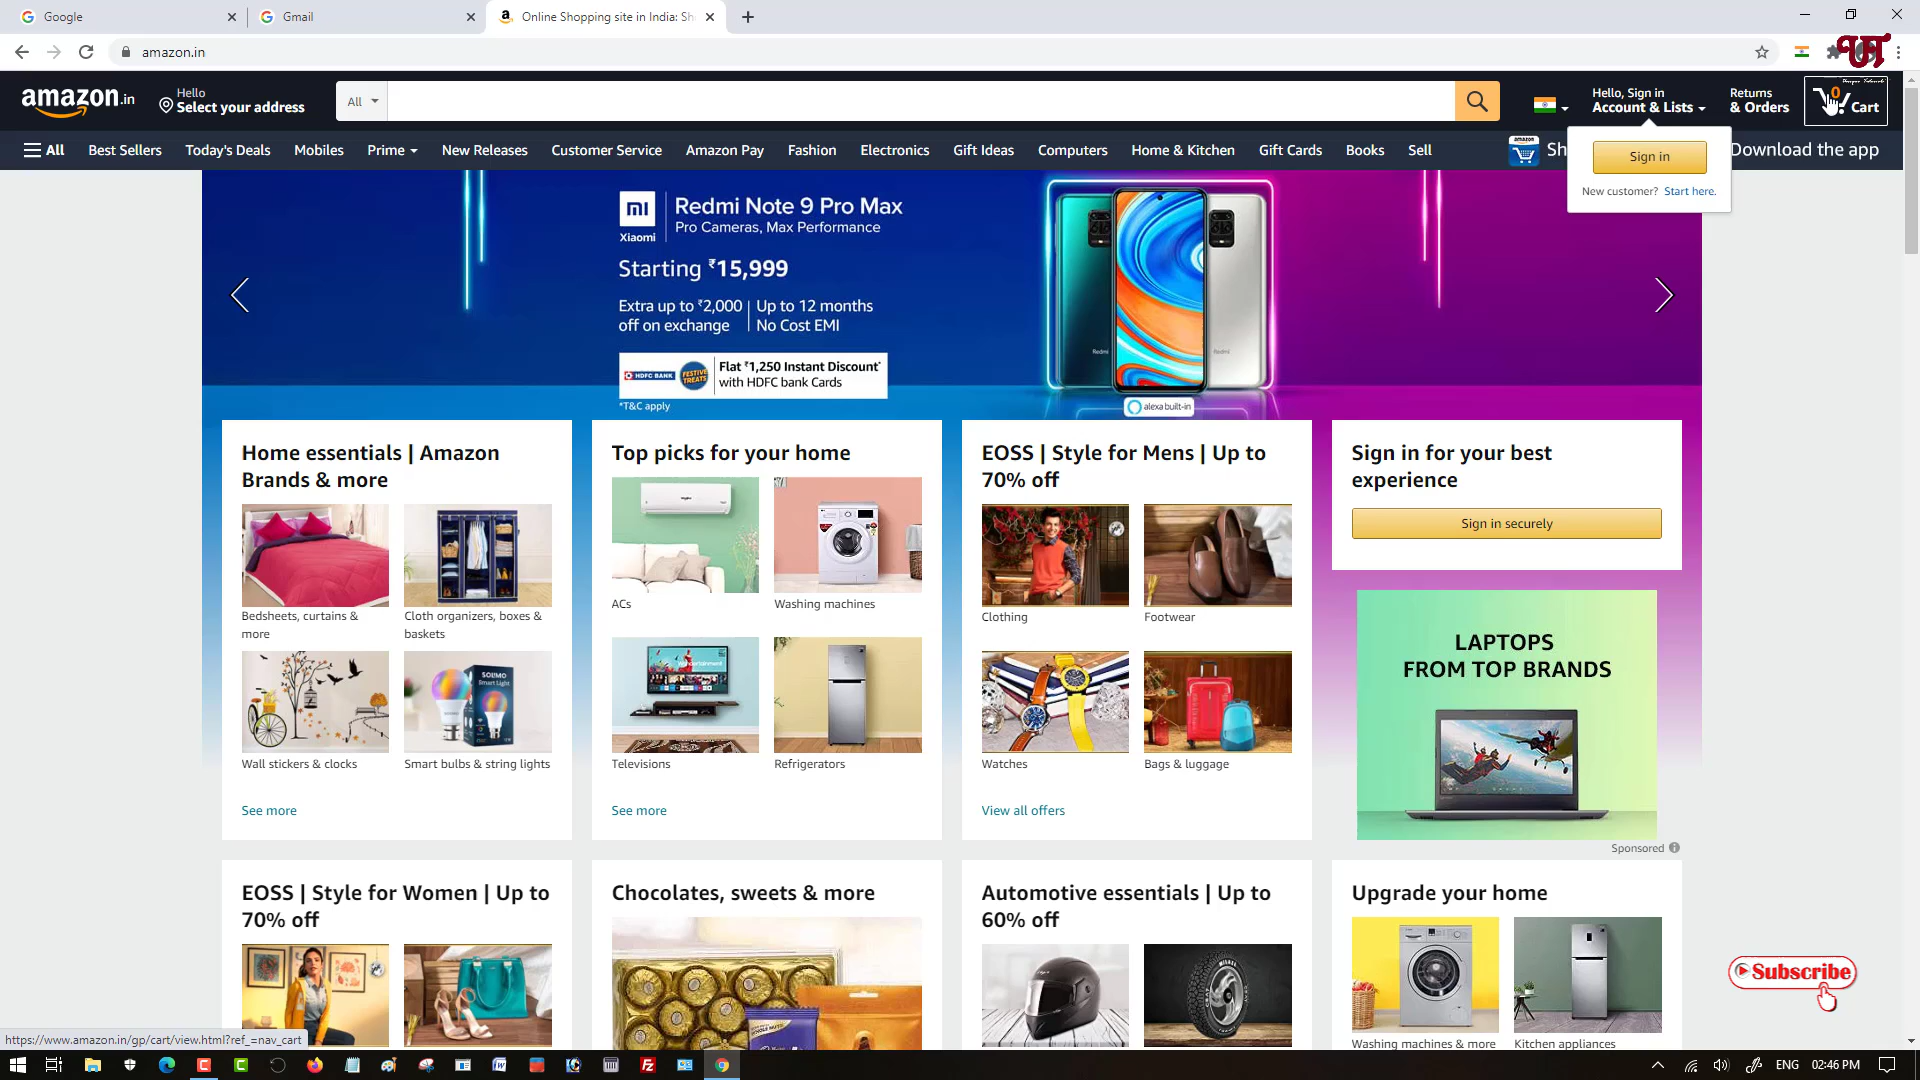 Google
Gmail
Online Shopping site in India: Sh
amazon.in
amazon.in
Hello
Select your address
All
Hello, Sign in
Account & Lists
Returns
& Orders
0
Cart
All
Best Sellers
Today's Deals
Mobiles
Prime
New Releases
Customer Service
Amazon Pay
Fashion
Electronics
Gift Ideas
Computers
Home & Kitchen
Gift Cards
Books
Sell
amazon
Sh
Download the app
Sign in
New customer? Start here.
mi
Xiaomi
Redmi Note 9 Pro Max
Pro Cameras, Max Performance
Starting ₹15,999
Extra up to ₹2,000
off on exchange
Up to 12 months
No Cost EMI
HDFC BANK
FESTIVE
TREATS
Flat ₹1,250 Instant Discount*
with HDFC bank Cards
*T&C apply
Redmi
Redmi
alexa built-in
Home essentials | Amazon
Brands & more
Bedsheets, curtains &
more
Cloth organizers, boxes &
baskets
SOLIMO
Smart Light
Wall stickers & clocks
Smart bulbs & string lights
See more
Top picks for your home
ACs
Washing machines
Televisions
Refrigerators
See more
EOSS | Style for Mens | Up to
70% off
Clothing
Footwear
Watches
Bags & luggage
View all offers
Sign in for your best
experience
Sign in securely
LAPTOPS
FROM TOP BRANDS
Sponsored
EOSS | Style for Women | Up to
70% off
Chocolates, sweets & more
Automotive essentials | Up to
60% off
Upgrade your home
Washing machines & more
Kitchen appliances
Subscribe
https://www.amazon.in/gp/cart/view.html?ref_=nav_cart
ENG
02:46 PM